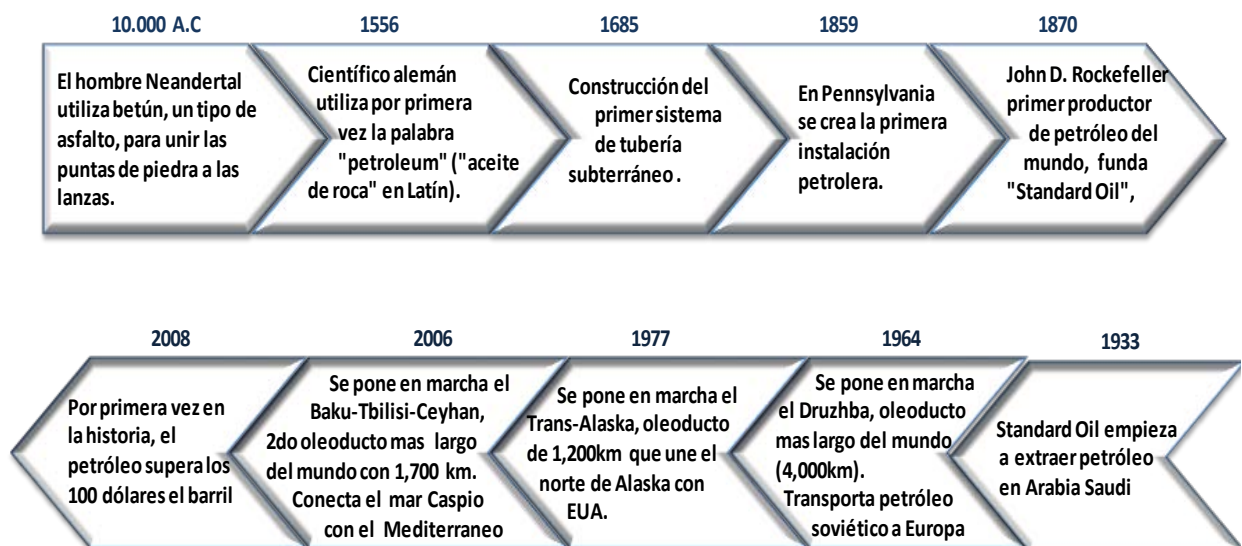 10.000 A.C
El hombre Neandertal
utiliza betún, un tipo de
asfalto, para unir las
puntas de piedra a las
lanzas.
1556
Científico alemán
utiliza por primera
vez la palabra
"petroleum" ("aceite
de roca" en Latín).
1685
Construcción del
primer sistema
de tubería
subterráneo .
1859
En Pennsylvania
se crea la primera
instalación
petrolera.
1870
John D. Rockefeller
primer productor
de petróleo del
mundo, funda
"Standard Oil",
1933
Standard Oil empieza
a extraer petróleo
en Arabia Saudi
1964
Se pone en marcha
el Druzhba, oleoducto
mas largo del mundo
(4,000km).
Transporta petróleo
soviético a Europa
1977
Se pone en marcha el
Trans-Alaska, oleoducto
de 1,200km que une el
norte de Alaska con
EUA.
2006
Se pone en marcha el
Baku-Tbilisi-Ceyhan,
2do oleoducto mas largo
del mundo con 1,700 km.
Conecta el mar Caspio
con el Mediterraneo
2008
Por primera vez en
la historia, el
petróleo supera los
100 dólares el barril